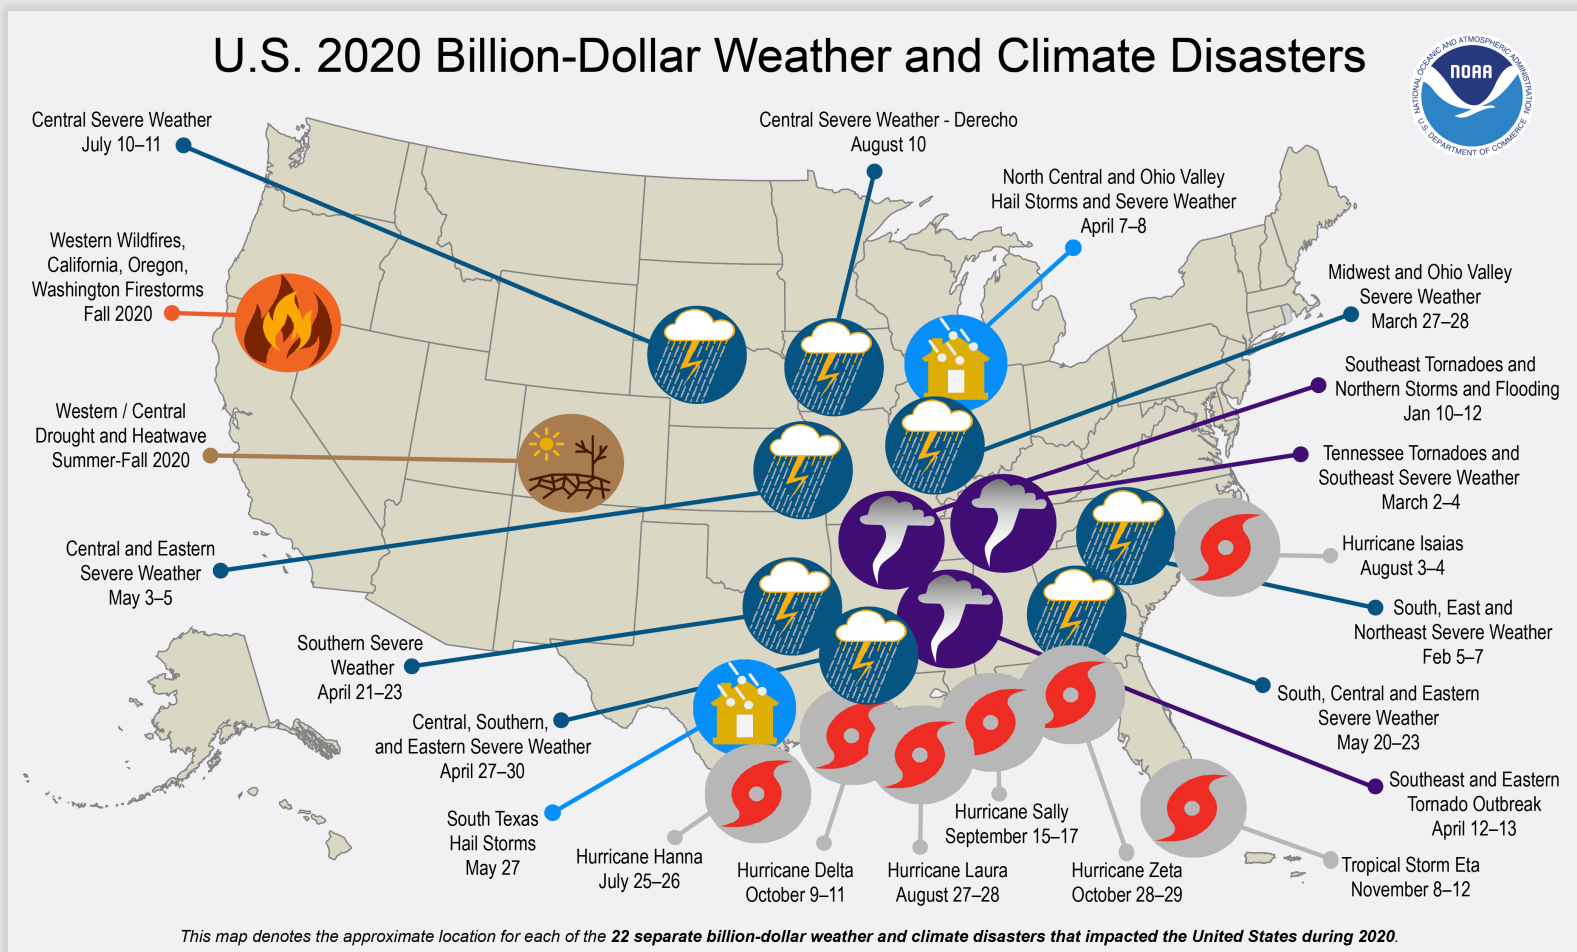 U.S. 2020 Billion-Dollar Weather and Climate Disasters
NATIONAL OCEANIC AND ATMOSPHERIC ADMINISTRATION
NOAA
U.S. DEPARTMENT OF COMMERCE
Central Severe Weather
July 10–11
Central Severe Weather - Derecho
August 10
North Central and Ohio Valley
Hail Storms and Severe Weather
April 7–8
Western Wildfires,
California, Oregon,
Washington Firestorms
Fall 2020
Midwest and Ohio Valley
Severe Weather
March 27–28
Southeast Tornadoes and
Northern Storms and Flooding
Jan 10–12
Western / Central
Drought and Heatwave
Summer-Fall 2020
Tennessee Tornadoes and
Southeast Severe Weather
March 2–4
Central and Eastern
Severe Weather
May 3–5
Hurricane Isaias
August 3–4
South, East and
Northeast Severe Weather
Feb 5–7
Southern Severe
Weather
April 21–23
South, Central and Eastern
Severe Weather
May 20–23
Central, Southern,
and Eastern Severe Weather
April 27–30
Southeast and Eastern
Tornado Outbreak
April 12–13
South Texas
Hail Storms
May 27
Hurricane Hanna
July 25–26
Hurricane Delta
October 9–11
Hurricane Laura
August 27–28
Hurricane Sally
September 15–17
Hurricane Zeta
October 28–29
Tropical Storm Eta
November 8–12
This map denotes the approximate location for each of the 22 separate billion-dollar weather and climate disasters that impacted the United States during 2020.